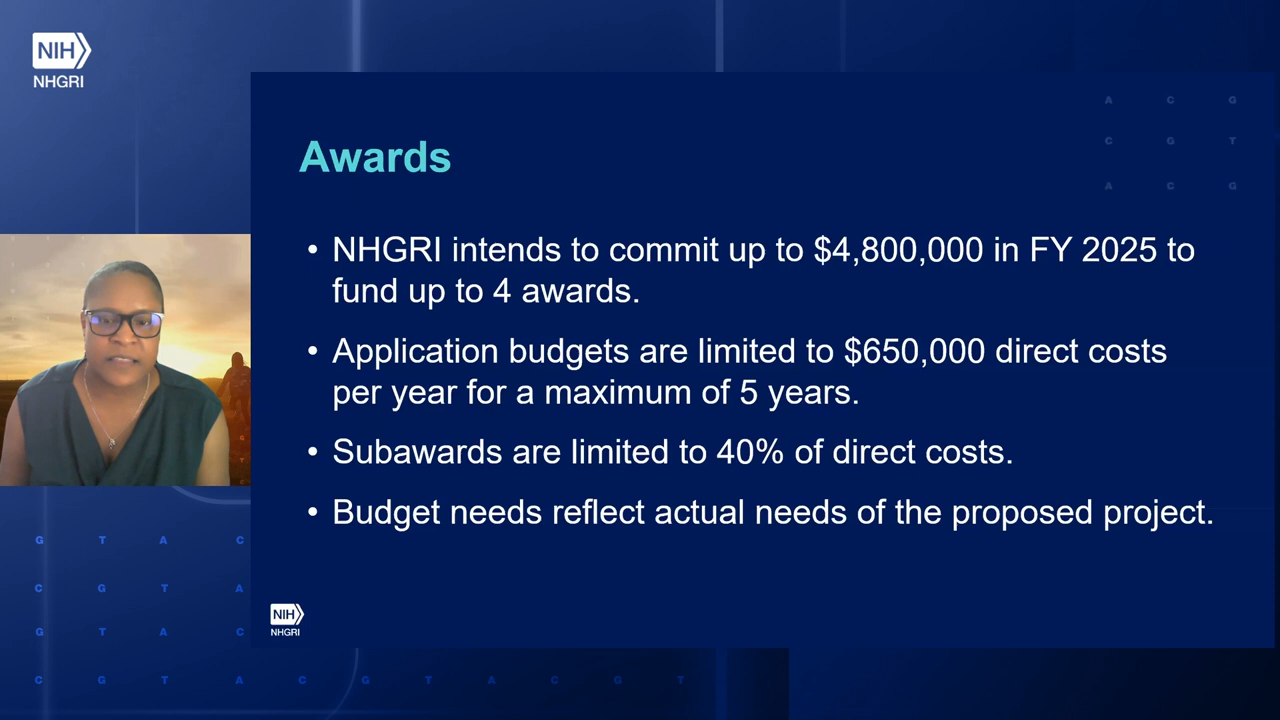 NIH
NHGRI
A C G
C G T
A C G
Awards
• NHGRI intends to commit up to $4,800,000 in FY 2025 to
fund up to 4 awards.
• Application budgets are limited to $650,000 direct costs
per year for a maximum of 5 years.
• Subawards are limited to 40% of direct costs.
• Budget needs reflect actual needs of the proposed project.
G T A C
C G T A
G T A C
NIH
NHGRI
C G T A C G T A C G T